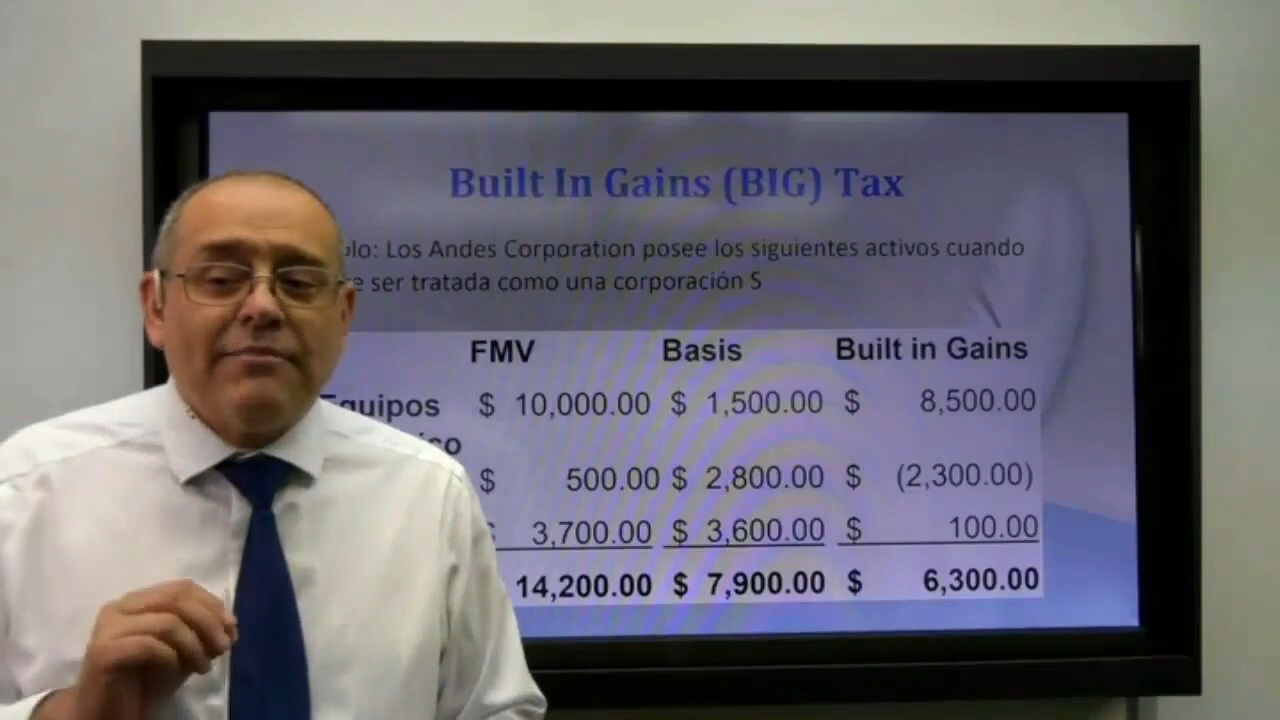 Built In Gains (BIG) Tax
Los Andes Corporation posee los siguientes activos cuando
ser tratada como una corporación S
FMV Basis Built in Gains
Equipos $ 10,000.00 $ 1,500.00 $ 8,500.00
$ 500.00 $ 2,800.00 $ (2,300.00)
3,700.00 $ 3,600.00 $ 100.00
14,200.00 $ 7,900.00 $ 6,300.00